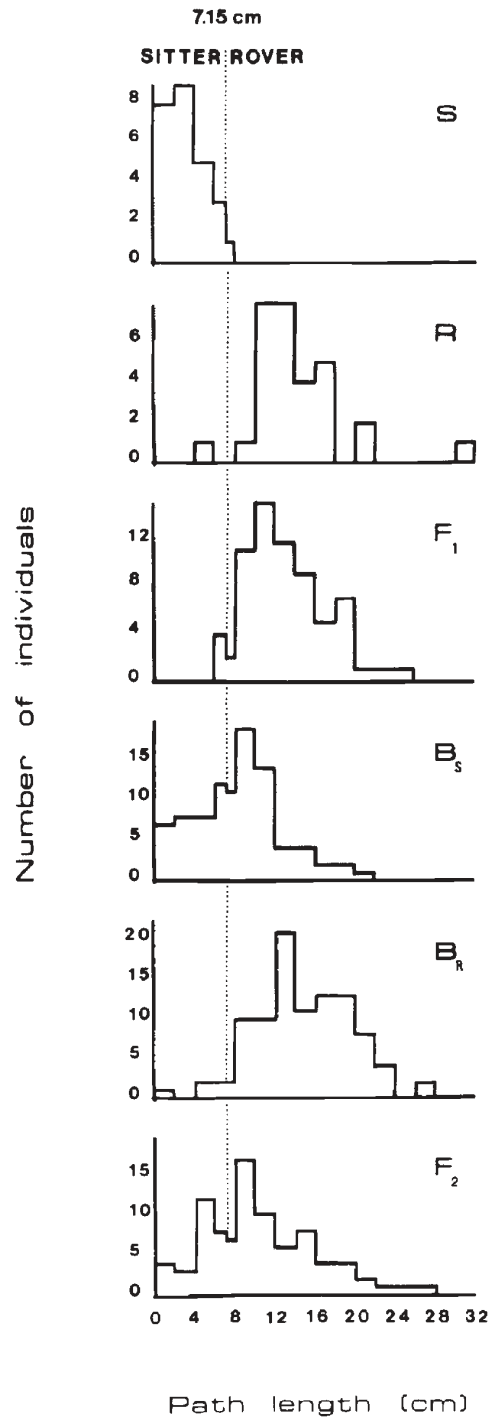 7.15 cm
SITTER ROVER
S
8
6
4
2
0
R
6
4
2
0
F1
12
8
4
0
BS
15
10
5
0
BR
20
15
10
5
0
F2
15
10
5
0
0 4 8 12 16 20 24 28 32
Path length (cm)
Number of individuals